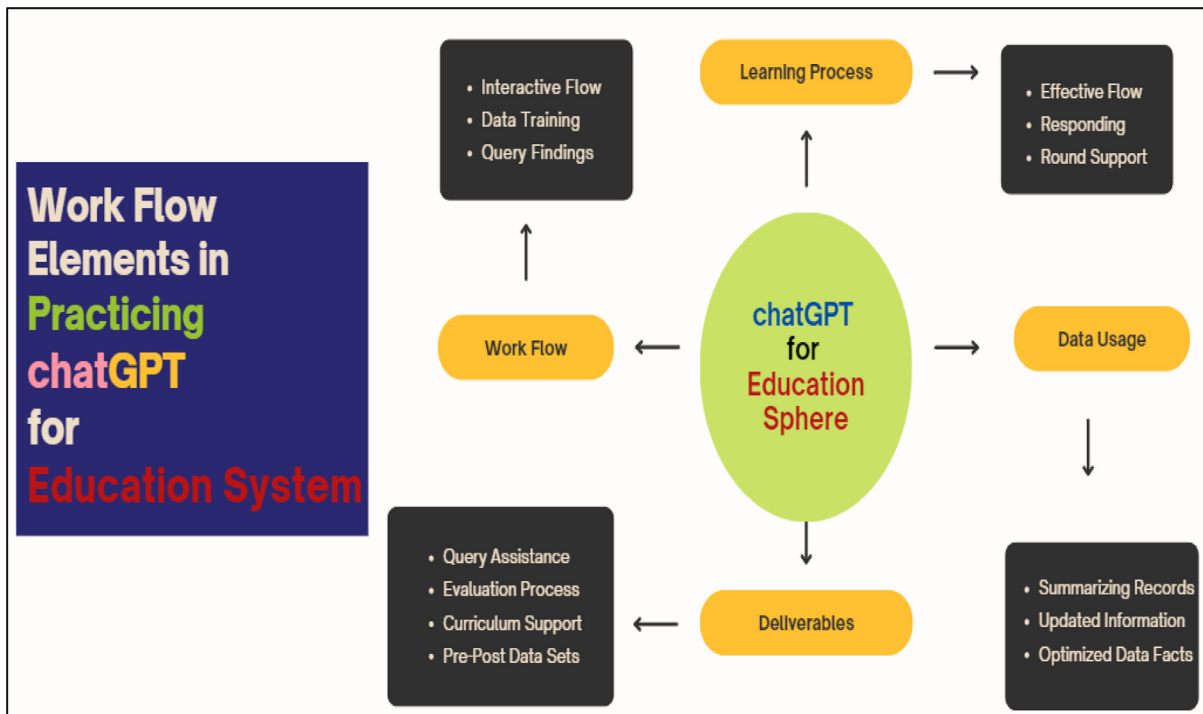 Work Flow
Elements in
Practicing
chatGPT
for
Education System
• Interactive Flow
• Data Training
• Query Findings
Work Flow
Learning Process
• Effective Flow
• Responding
• Round Support
chatGPT
for
Education
Sphere
Data Usage
• Summarizing Records
• Updated Information
• Optimized Data Facts
Deliverables
• Query Assistance
• Evaluation Process
• Curriculum Support
• Pre-Post Data Sets